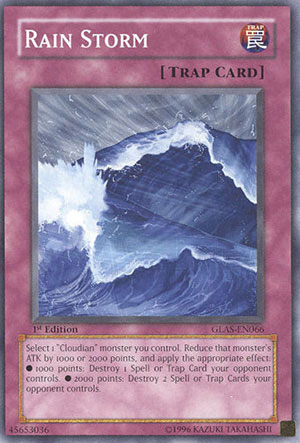 RAIN STORM
TRAP
罠
[TRAP CARD]
1st Edition
GLAS-EN066
Select 1 "Cloudian" monster you control. Reduce that monster's
ATK by 1000 or 2000 points, and apply the appropriate effect:
● 1000 points: Destroy 1 Spell or Trap Card your opponent
controls. ● 2000 points: Destroy 2 Spell or Trap Cards your
opponent controls.
45653036
©1996 KAZUKI TAKAHASHI